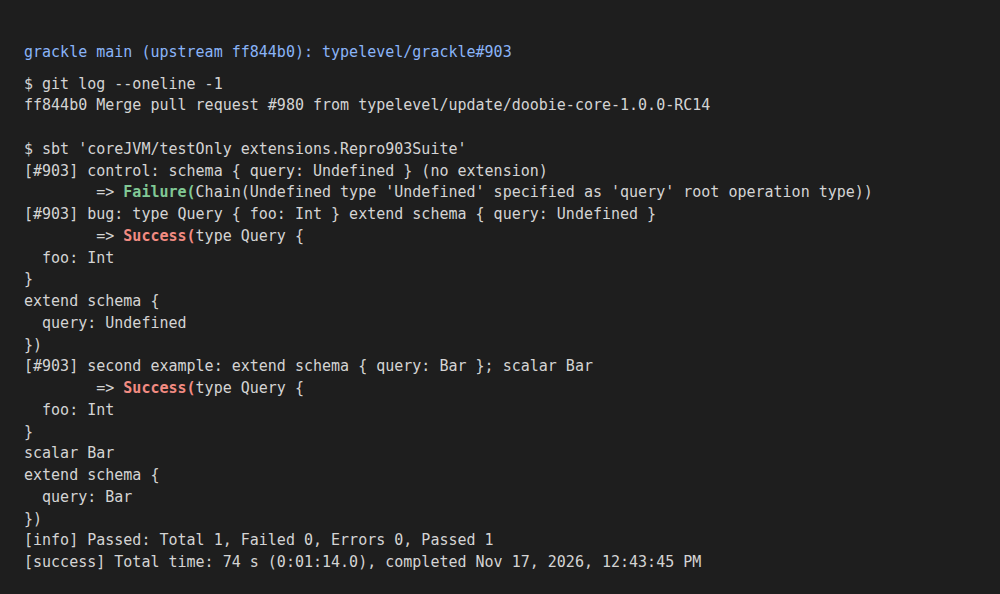 grackle main (upstream ff844b0): typelevel/grackle#903
$ git log --oneline -1
ff844b0 Merge pull request #980 from typelevel/update/doobie-core-1.0.0-RC14
$ sbt 'coreJVM/testOnly extensions.Repro903Suite'
[#903] control: schema { query: Undefined } (no extension)
=> Failure(Chain(Undefined type 'Undefined' specified as 'query' root operation type))
[#903] bug: type Query { foo: Int } extend schema { query: Undefined }
=> Success(type Query {
foo: Int
}
extend schema {
query: Undefined
})
[#903] second example: extend schema { query: Bar }; scalar Bar
=> Success(type Query {
foo: Int
}
scalar Bar
extend schema {
query: Bar
})
[info] Passed: Total 1, Failed 0, Errors 0, Passed 1
[success] Total time: 74 s (0:01:14.0), completed Nov 17, 2026, 12:43:45 PM